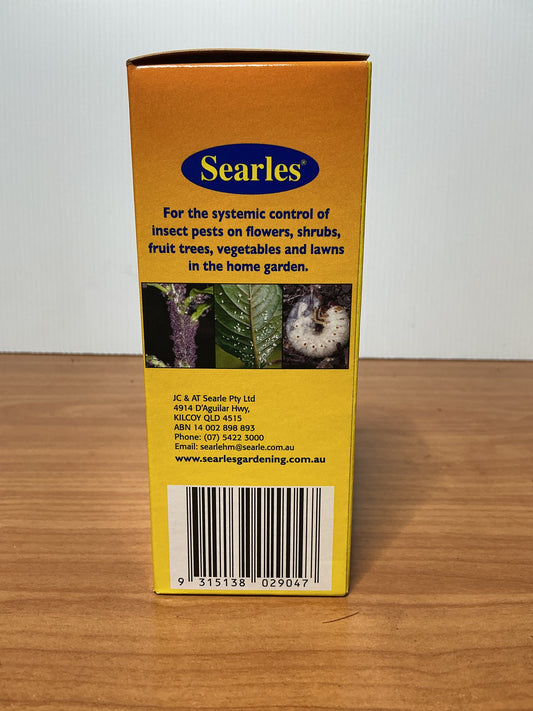 Searles®
For the systemic control of
insect pests on flowers, shrubs,
fruit trees, vegetables and lawns
in the home garden.
JC & AT Searle Pty Ltd
4914 D'Aguilar Hwy,
KILCOY QLD 4515
ABN 14 002 898 893
Phone: (07) 5422 3000
Email: searlehm@searle.com.au
www.searlesgardening.com.au
9 315138 029047